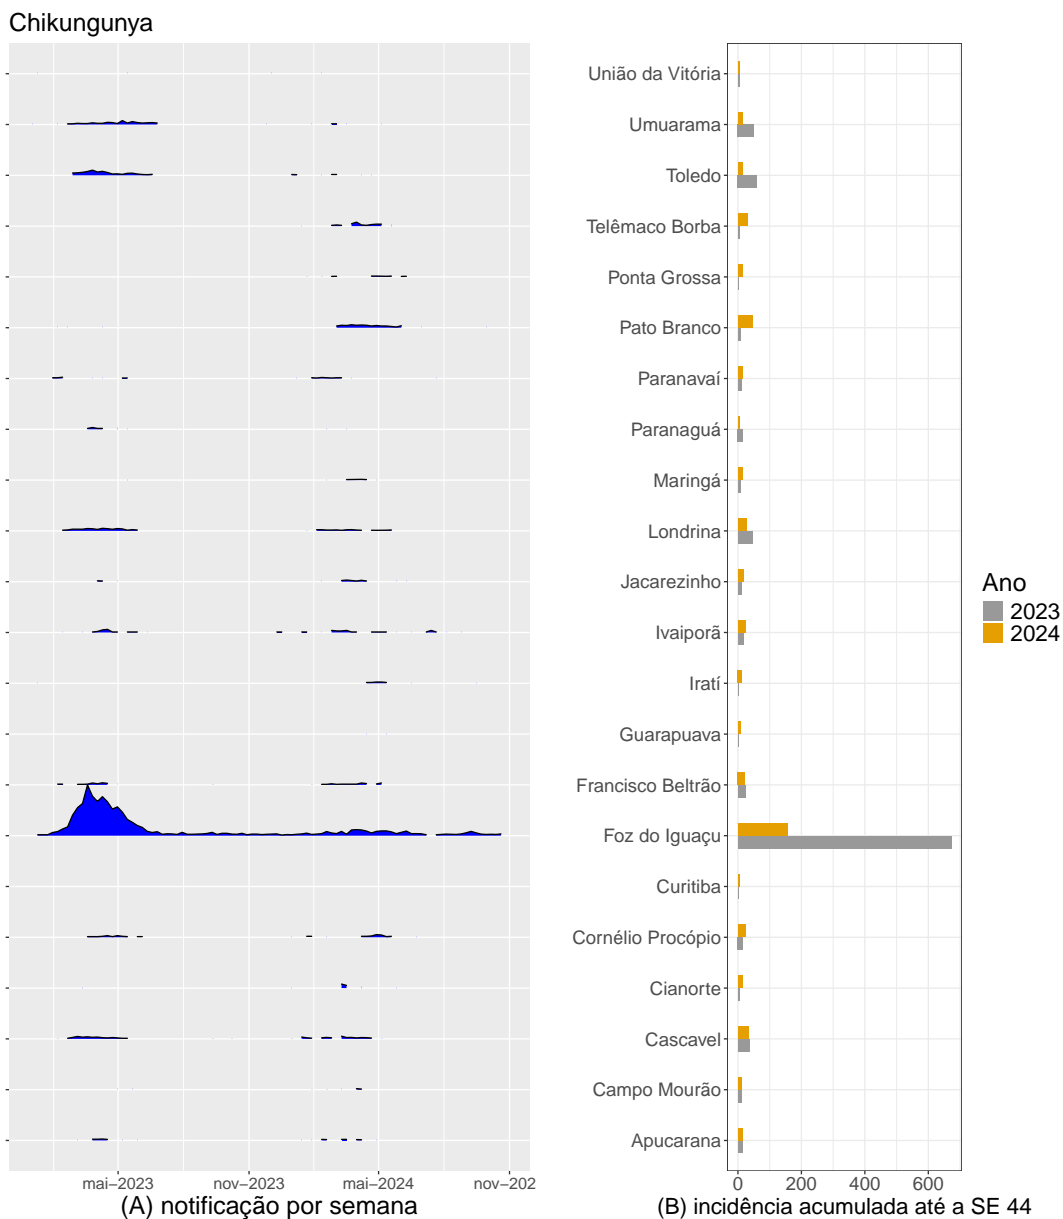 Chikungunya
União da Vitória
Umuarama
Toledo
Telêmaco Borba
Ponta Grossa
Pato Branco
Paranavaí
Paranaguá
Maringá
Londrina
Jacarezinho
Ivaiporã
Iratí
Guarapuava
Francisco Beltrão
Foz do Iguaçu
Curitiba
Cornélio Procópio
Cianorte
Cascavel
Campo Mourão
Apucarana
Ano
2023
2024
mai−2023 nov−2023 mai−2024 nov−202
0 200 400 600
(A) notificação por semana
(B) incidência acumulada até a SE 44